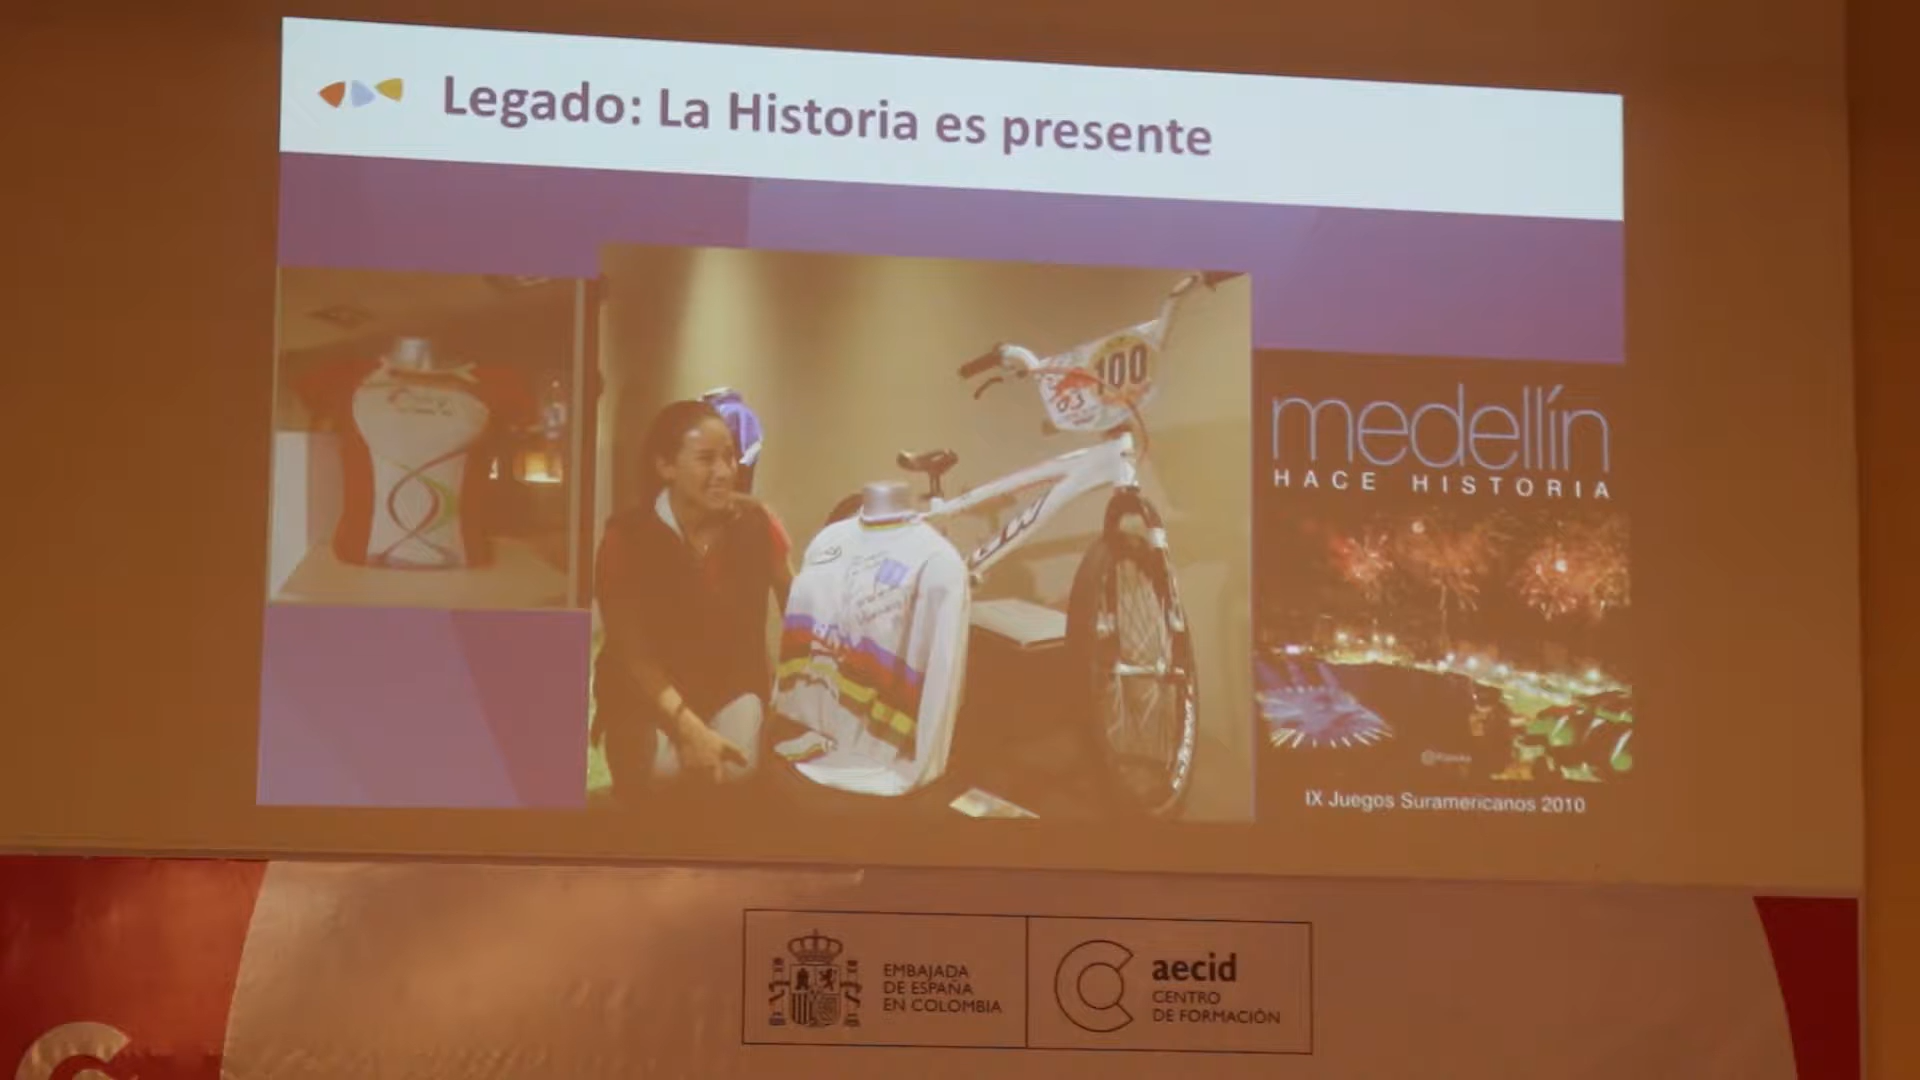 Legado: La Historia es presente
100
medellín
HACE HISTORIA
IX Juegos Suramericanos 2010
EMBAJADA
DE ESPAÑA
EN COLOMBIA
aecid
CENTRO
DE FORMACIÓN